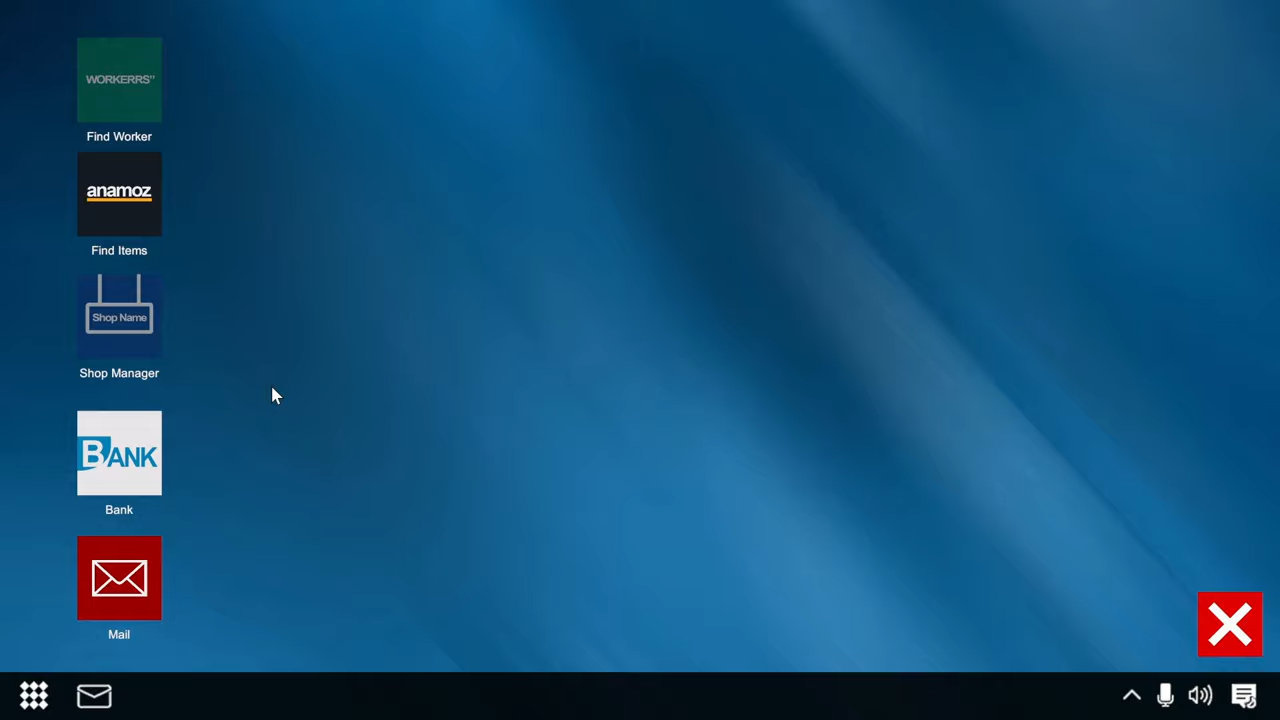 WORKERRS"
Find Worker
anamoz
Find Items
Shop Name
Shop Manager
BANK
Bank
Mail